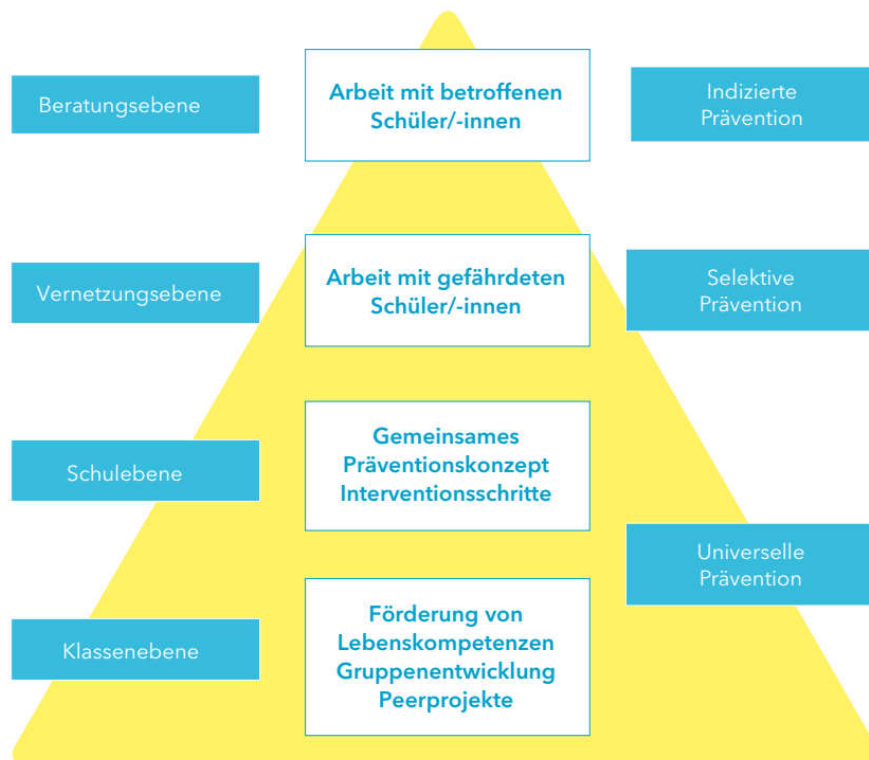 Beratungsebene
Arbeit mit betroffenen
Schüler/-innen
Indizierte
Prävention
Vernetzungsebene
Arbeit mit gefährdeten
Schüler/-innen
Selektive
Prävention
Schulebene
Gemeinsames
Präventionskonzept
Interventionsschritte
Universelle
Prävention
Klassenebene
Förderung von
Lebenskompetenzen
Gruppenentwicklung
Peerprojekte